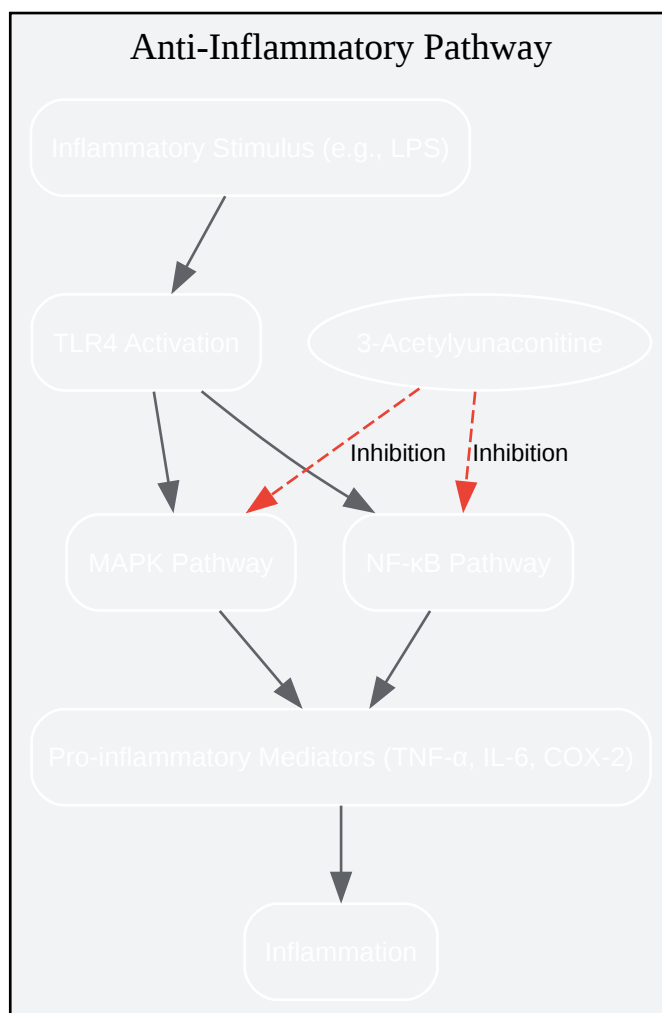 Anti-Inflammatory Pathway
Inflammatory Stimulus (e.g., LPS)
TLR4 Activation
3-Acetylyunaconitine
Inhibition
Inhibition
MAPK Pathway
NF-κB Pathway
Pro-inflammatory Mediators (TNF-α, IL-6, COX-2)
Inflammation